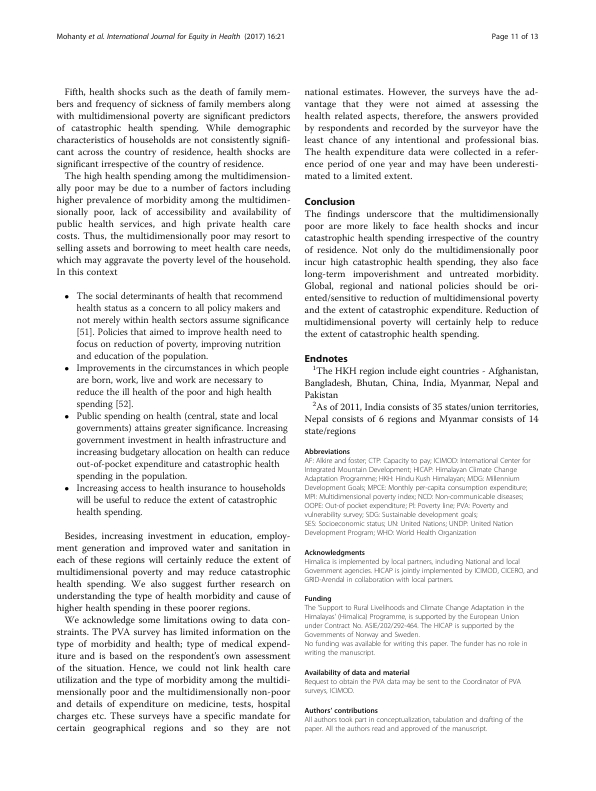 Mohanty et al. International Journal for Equity in Health (2017) 16:21
Page 11 of 13
Fifth, health shocks such as the death of family mem-
bers and frequency of sickness of family members along
with multidimensional poverty are significant predictors
of catastrophic health spending. While demographic
characteristics of households are not consistently signifi-
cant across the country of residence, health shocks are
significant irrespective of the country of residence.
The high health spending among the multidimension-
ally poor may be due to a number of factors including
higher prevalence of morbidity among the multidimen-
sionally poor, lack of accessibility and availability of
public health services, and high private health care
costs. Thus, the multidimensionally poor may resort to
selling assets and borrowing to meet health care needs,
which may aggravate the poverty level of the household.
In this context
• The social determinants of health that recommend
health status as a concern to all policy makers and
not merely within health sectors assume significance
[51]. Policies that aimed to improve health need to
focus on reduction of poverty, improving nutrition
and education of the population.
• Improvements in the circumstances in which people
are born, work, live and work are necessary to
reduce the ill health of the poor and high health
spending [52].
• Public spending on health (central, state and local
governments) attains greater significance. Increasing
government investment in health infrastructure and
increasing budgetary allocation on health can reduce
out-of-pocket expenditure and catastrophic health
spending in the population.
• Increasing access to health insurance to households
will be useful to reduce the extent of catastrophic
health spending.
Besides, increasing investment in education, employ-
ment generation and improved water and sanitation in
each of these regions will certainly reduce the extent of
multidimensional poverty and may reduce catastrophic
health spending. We also suggest further research on
understanding the type of health morbidity and cause of
higher health spending in these poorer regions.
We acknowledge some limitations owing to data con-
straints. The PVA survey has limited information on the
type of morbidity and health; type of medical expend-
iture and is based on the respondent's own assessment
of the situation. Hence, we could not link health care
utilization and the type of morbidity among the multidi-
mensionally poor and the multidimensionally non-poor
and details of expenditure on medicine, tests, hospital
charges etc. These surveys have a specific mandate for
certain geographical regions and so they are not
national estimates. However, the surveys have the ad-
vantage that they were not aimed at assessing the
health related aspects, therefore, the answers provided
by respondents and recorded by the surveyor have the
least chance of any intentional and professional bias.
The health expenditure data were collected in a refer-
ence period of one year and may have been underesti-
mated to a limited extent.
Conclusion
The findings underscore that the multidimensionally
poor are more likely to face health shocks and incur
catastrophic health spending irrespective of the country
of residence. Not only do the multidimensionally poor
incur high catastrophic health spending, they also face
long-term impoverishment and untreated morbidity.
Global, regional and national policies should be ori-
ented/sensitive to reduction of multidimensional poverty
and the extent of catastrophic expenditure. Reduction of
multidimensional poverty will certainly help to reduce
the extent of catastrophic health spending.
Endnotes
¹The HKH region include eight countries - Afghanistan,
Bangladesh, Bhutan, China, India, Myanmar, Nepal and
Pakistan
²As of 2011, India consists of 35 states/union territories,
Nepal consists of 6 regions and Myanmar consists of 14
state/regions
Abbreviations
AF: Alkire and foster; CTP: Capacity to pay; ICIMOD: International Center for
Integrated Mountain Development; HICAP: Himalayan Climate Change
Adaptation Programme; HKH: Hindu Kush Himalayan; MDG: Millennium
Development Goals; MPCE: Monthly per-capita consumption expenditure;
MPI: Multidimensional poverty index; NCD: Non-communicable diseases;
OOPE: Out-of pocket expenditure; Pl: Poverty line; PVA: Poverty and
vulnerability survey; SDG: Sustainable development goals;
SES: Socioeconomic status; UN: United Nations; UNDP: United Nation
Development Program; WHO: World Health Organization
Acknowledgments
Himalica is implemented by local partners, including National and local
Government agencies. HICAP is jointly implemented by ICIMOD, CICERO, and
GRID-Arendal in collaboration with local partners.
Funding
The 'Support to Rural Livelihoods and Climate Change Adaptation in the
Himalayas' (Himalica) Programme, is supported by the European Union
under Contract No. ASIE/202/292-464. The HICAP is supported by the
Governments of Norway and Sweden.
No funding was available for writing this paper. The funder has no role in
writing the manuscript.
Availability of data and material
Request to obtain the PVA data may be sent to the Coordinator of PVA
surveys, ICIMOD.
Authors' contributions
All authors took part in conceptualization, tabulation and drafting of the
paper. All the authors read and approved of the manuscript.